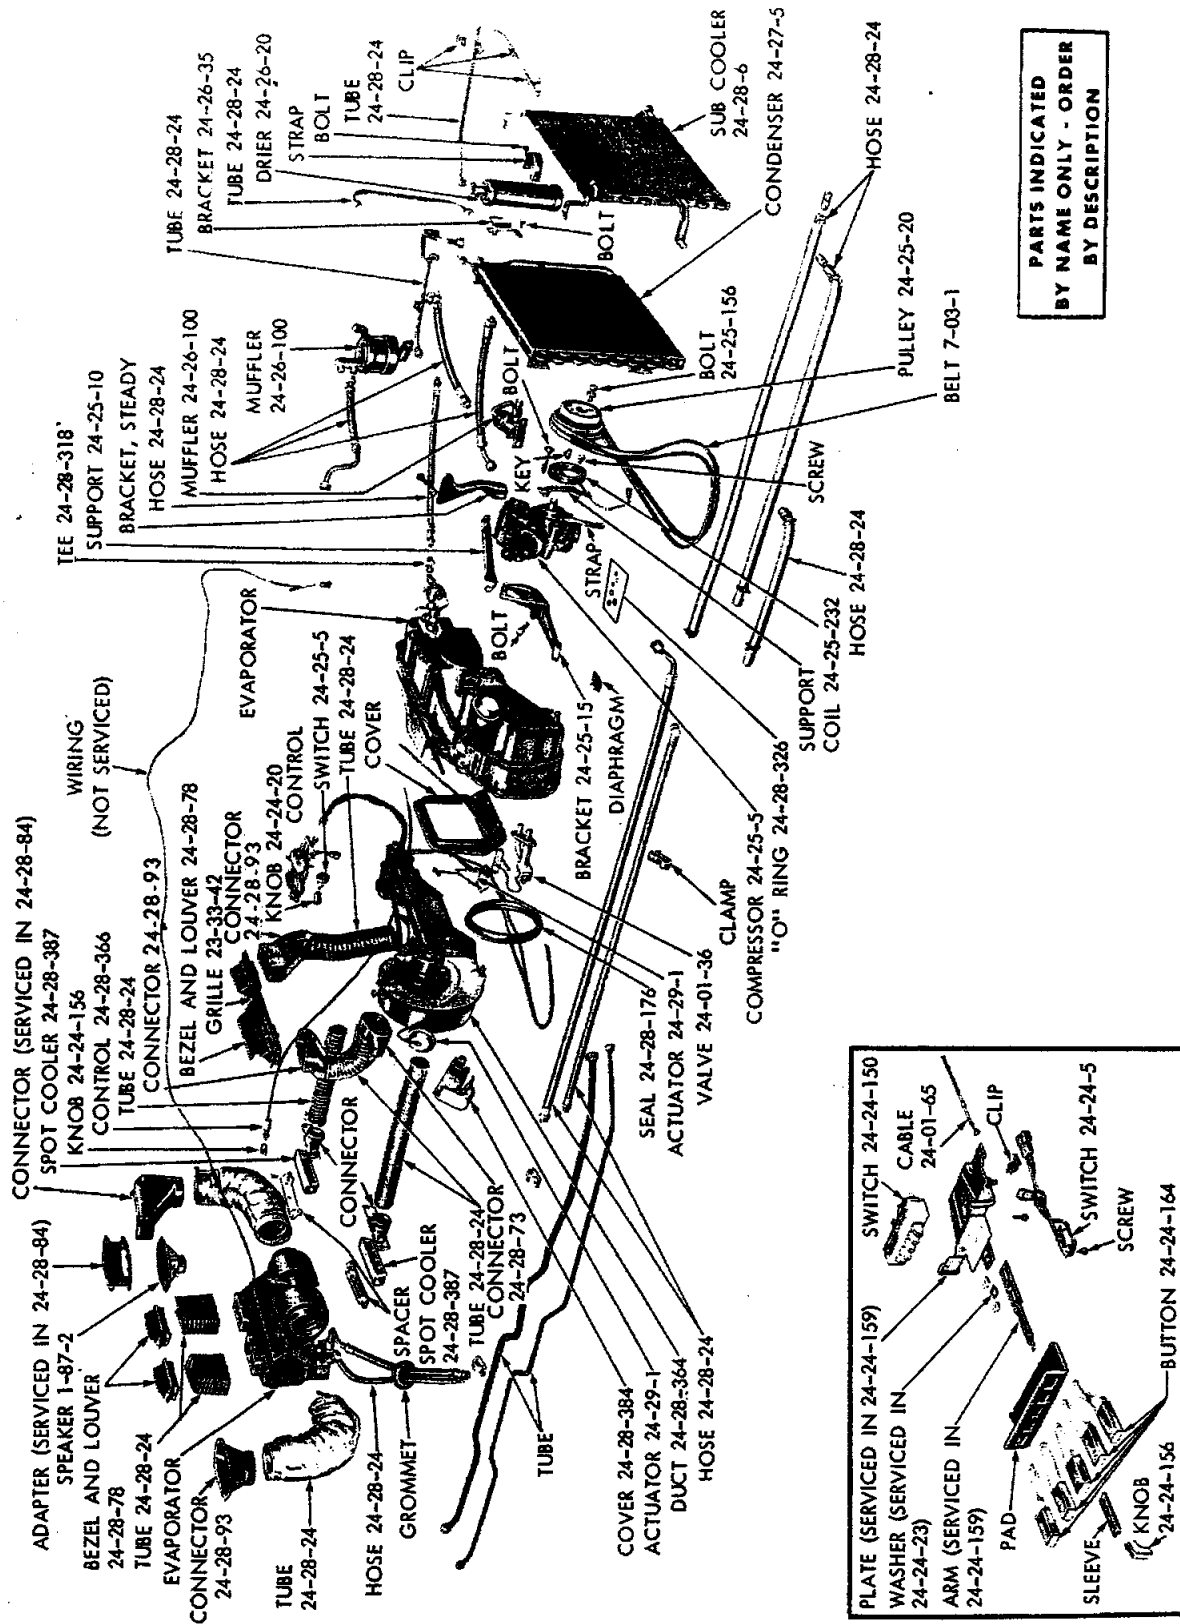 ADAPTER (SERVICED IN 24-28-84)
SPEAKER 1-87-2
BEZEL AND LOUVER
24-28-78
TUBE 24-28-24
EVAPORATOR
CONNECTOR
24-28-93
TUBE
24-28-24
HOSE 24-28-24
GROMMET
CONNECTOR (SERVICED IN 24-28-84)
SPOT COOLER 24-28-387
KNOB 24-24-156
CONTROL 24-28-366
TUBE 24-28-24
CONNECTOR 24-28-93
BEZEL AND LOUVER 24-28-78
GRILLE 23-33-42
CONNECTOR
24-28-93
KNOB 24-24-20
CONTROL
SWITCH 24-25-5
TUBE 24-28-24
COVER
WIRING
(NOT SERVICED)
EVAPORATOR
CONNECTOR
SPACER
SPOT COOLER
24-28-387
TUBE 24-28-24
CONNECTOR
24-28-73
TUBE
COVER 24-28-384
ACTUATOR 24-29-1
DUCT 24-28-364
HOSE 24-28-24
SEAL 24-28-176
ACTUATOR 24-29-1
VALVE 24-01-36
CLAMP
COMPRESSOR 24-25-5
"O" RING 24-28-326
BRACKET 24-25-15
DIAPHRAGM
BOLT
STRAP
SUPPORT
COIL 24-25-232
HOSE 24-28-24
TEE 24-28-318
SUPPORT 24-25-10
BRACKET, STEADY
HOSE 24-28-24
MUFFLER 24-26-100
HOSE 24-28-24
MUFFLER
24-26-100
TUBE 24-28-24
BRACKET 24-26-35
TUBE 24-28-24
DRIER 24-26-20
STRAP
BOLT
TUBE
24-28-24
CLIP
BOLT
KEY
BOLT
SCREW
BOLT
24-25-156
PULLEY 24-25-20
BELT 7-03-1
SUB COOLER
24-28-6
CONDENSER 24-27-5
HOSE 24-28-24
PARTS INDICATED
BY NAME ONLY - ORDER
BY DESCRIPTION
PLATE (SERVICED IN 24-24-159)
WASHER (SERVICED IN
24-24-23)
ARM (SERVICED IN
24-24-159)
PAD
SLEEVE
KNOB
24-24-156
BUTTON 24-24-164
SWITCH 24-24-150
CABLE
24-01-65
CLIP
SWITCH 24-24-5
SCREW